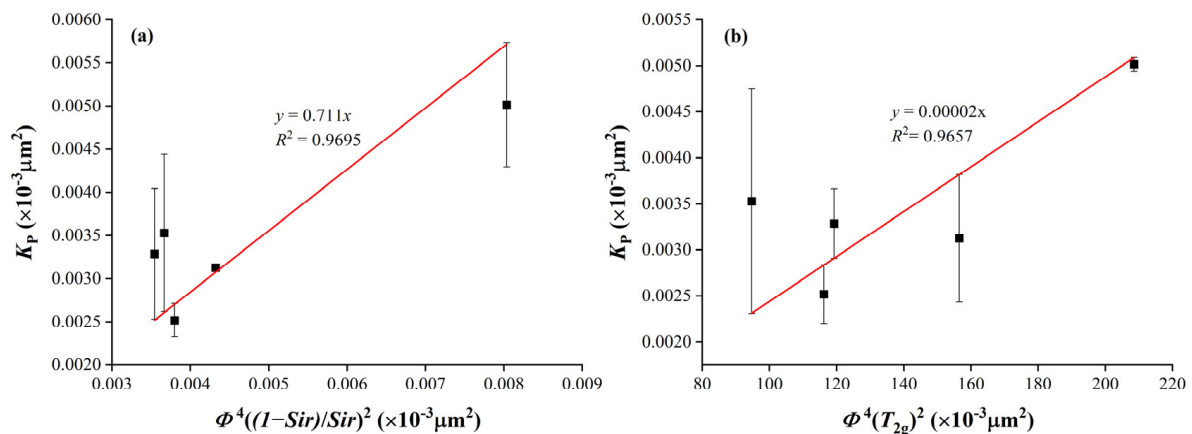 (a)
0.0060
0.0055
0.0050
0.0045
0.0040
0.0035
0.0030
0.0025
0.0020
K_P (×10⁻³μm²)
y = 0.711x
R² = 0.9695
0.003 0.004 0.005 0.006 0.007 0.008 0.009
Φ⁴((1−Sir)/Sir)² (×10⁻³μm²)
(b)
0.0055
0.0050
0.0045
0.0040
0.0035
0.0030
0.0025
0.0020
K_P (×10⁻³μm²)
y = 0.00002x
R²= 0.9657
80 100 120 140 160 180 200 220
Φ⁴(T_2g)² (×10⁻³μm²)